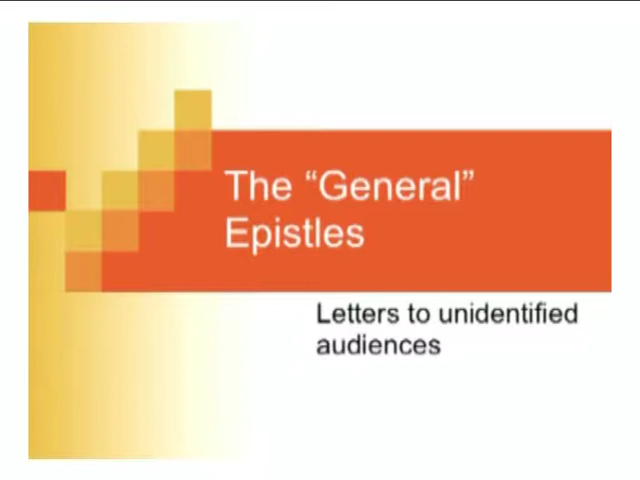 The “General”
Epistles
Letters to unidentified
audiences